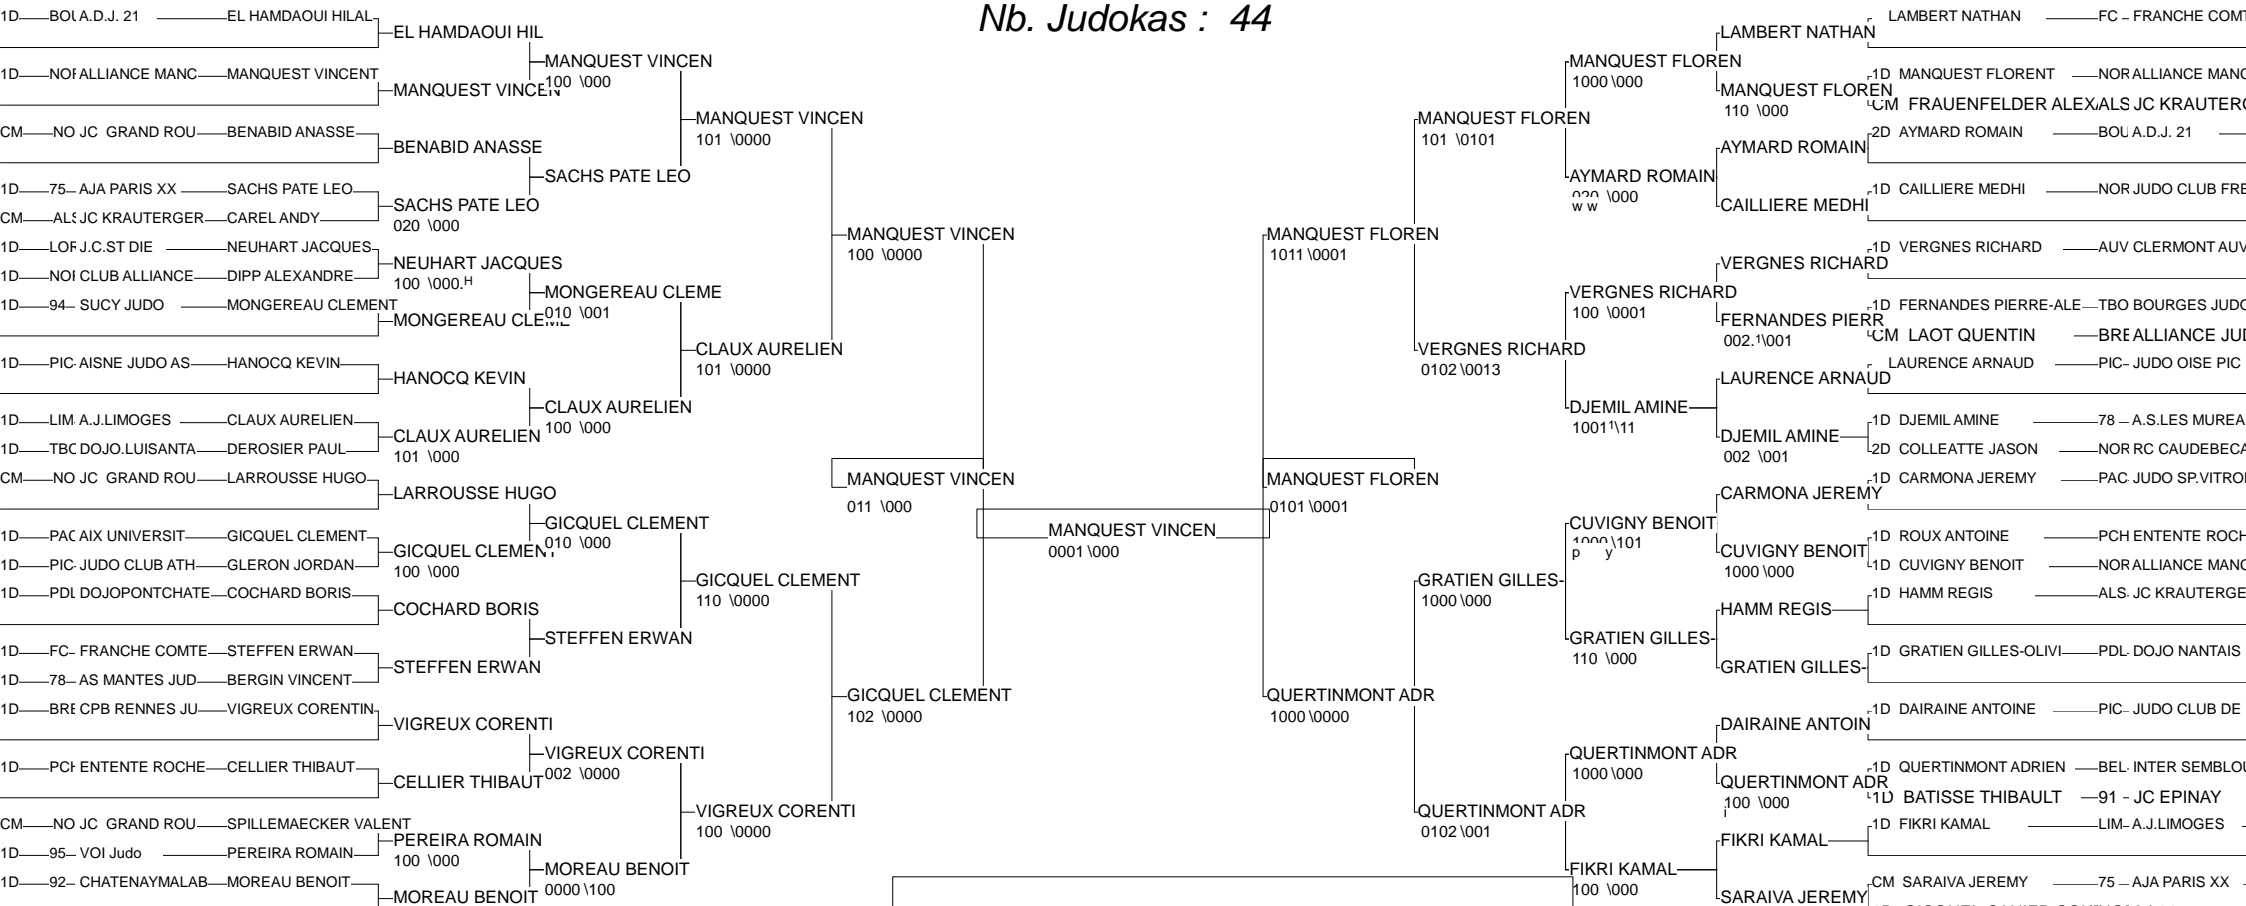 Nb. Judokas : 44
1D BOU A.D.J. 21 EL HAMDAOUI HILAL
EL HAMDAOUI HIL
MANQUEST VINCEN
100 \000
1D NOR ALLIANCE MANC MANQUEST VINCENT
MANQUEST VINCEN
MANQUEST VINCEN
101 \0000
CM NO JC GRAND ROU BENABID ANASSE
BENABID ANASSE
SACHS PATE LEO
1D 75 AJA PARIS XX SACHS PATE LEO
SACHS PATE LEO
020 \000
CM ALS JC KRAUTERGER CAREL ANDY
MANQUEST VINCEN
100 \0000
1D LOR J.C.ST DIE NEUHART JACQUES
NEUHART JACQUES
100 \000.H
1D NOR CLUB ALLIANCE DIPP ALEXANDRE
MONGEREAU CLEME
010 \001
1D 94 SUCY JUDO MONGEREAU CLEMENT
MONGEREAU CLEME
CLAUX AURELIEN
101 \0000
1D PIC AISNE JUDO AS HANOCQ KEVIN
HANOCQ KEVIN
CLAUX AURELIEN
100 \000
1D LIM A.J.LIMOGES CLAUX AURELIEN
CLAUX AURELIEN
101 \000
1D TBO DOJO.LUISANTA DEROSIER PAUL
MANQUEST VINCEN
011 \000
CM NO JC GRAND ROU LARROUSSE HUGO
LARROUSSE HUGO
GICQUEL CLEMENT
010 \000
1D PAC AIX UNIVERSIT GICQUEL CLEMENT
GICQUEL CLEMENT
100 \000
1D PIC JUDO CLUB ATH GLERON JORDAN
GICQUEL CLEMENT
110 \0000
1D PDL DOJOPONTCHATE COCHARD BORIS
COCHARD BORIS
STEFFEN ERWAN
1D FC FRANCHE COMTE STEFFEN ERWAN
STEFFEN ERWAN
1D 78 AS MANTES JUD BERGIN VINCENT
GICQUEL CLEMENT
102 \0000
1D BRE CPB RENNES JU VIGREUX CORENTIN
VIGREUX CORENTI
VIGREUX CORENTI
002 \0000
1D PCH ENTENTE ROCHE CELLIER THIBAUT
CELLIER THIBAUT
VIGREUX CORENTI
100 \0000
CM NO JC GRAND ROU SPILLEMAECKER VALENT
PEREIRA ROMAIN
100 \000
1D 95 VOI Judo PEREIRA ROMAIN
MOREAU BENOIT
0000 \100
1D 92 CHATENAYMALAB MOREAU BENOIT
MOREAU BENOIT
MANQUEST VINCEN
0001 \000
LAMBERT NATHAN
LAMBERT NATHAN FC FRANCHE COMT
MANQUEST FLOREN
1000 \000
MANQUEST FLOREN
110 \000
1D MANQUEST FLORENT NOR ALLIANCE MANC
CM FRAUENFELDER ALEXA ALS JC KRAUTERG
MANQUEST FLOREN
101 \0101
AYMARD ROMAIN
2D AYMARD ROMAIN BOU A.D.J. 21
AYMARD ROMAIN
020 \000
w w
CAILLIERE MEDHI
1D CAILLIERE MEDHI NOR JUDO CLUB FRE
MANQUEST FLOREN
1011 \0001
VERGNES RICHARD
1D VERGNES RICHARD AUV CLERMONT AUV
VERGNES RICHARD
100 \0001
FERNANDES PIERR
002.1\001
1D FERNANDES PIERRE-ALE TBO BOURGES JUDO
CM LAOT QUENTIN BRE ALLIANCE JUD
VERGNES RICHARD
0102 \0013
LAURENCE ARNAUD
LAURENCE ARNAUD PIC JUDO OISE PIC
DJEMIL AMINE
10011\11
DJEMIL AMINE
002 \001
1D DJEMIL AMINE 78 A.S.LES MUREA
2D COLLEATTE JASON NOR RC CAUDEBECA
MANQUEST FLOREN
0101 \0001
CARMONA JEREMY
1D CARMONA JEREMY PAC JUDO SP.VITROL
CUVIGNY BENOIT
1000 \101
p y
CUVIGNY BENOIT
1000 \000
1D ROUX ANTOINE PCH ENTENTE ROCH
1D CUVIGNY BENOIT NOR ALLIANCE MANC
GRATIEN GILLES-
1000 \000
HAMM REGIS
1D HAMM REGIS ALS JC KRAUTERGE
GRATIEN GILLES-
110 \000
GRATIEN GILLES-
1D GRATIEN GILLES-OLIVI PDL DOJO NANTAIS
QUERTINMONT ADR
1000 \0000
DAIRAINE ANTOIN
1D DAIRAINE ANTOINE PIC JUDO CLUB DE
QUERTINMONT ADR
1000 \000
QUERTINMONT ADR
100 \000
1D QUERTINMONT ADRIEN BEL INTER SEMBLOU
1D BATISSE THIBAULT 91 JC EPINAY
QUERTINMONT ADR
0102 \001
FIKRI KAMAL
1D FIKRI KAMAL LIM A.J.LIMOGES
FIKRI KAMAL
100 \000
SARAIVA JEREMY
CM SARAIVA JEREMY 75 AJA PARIS XX